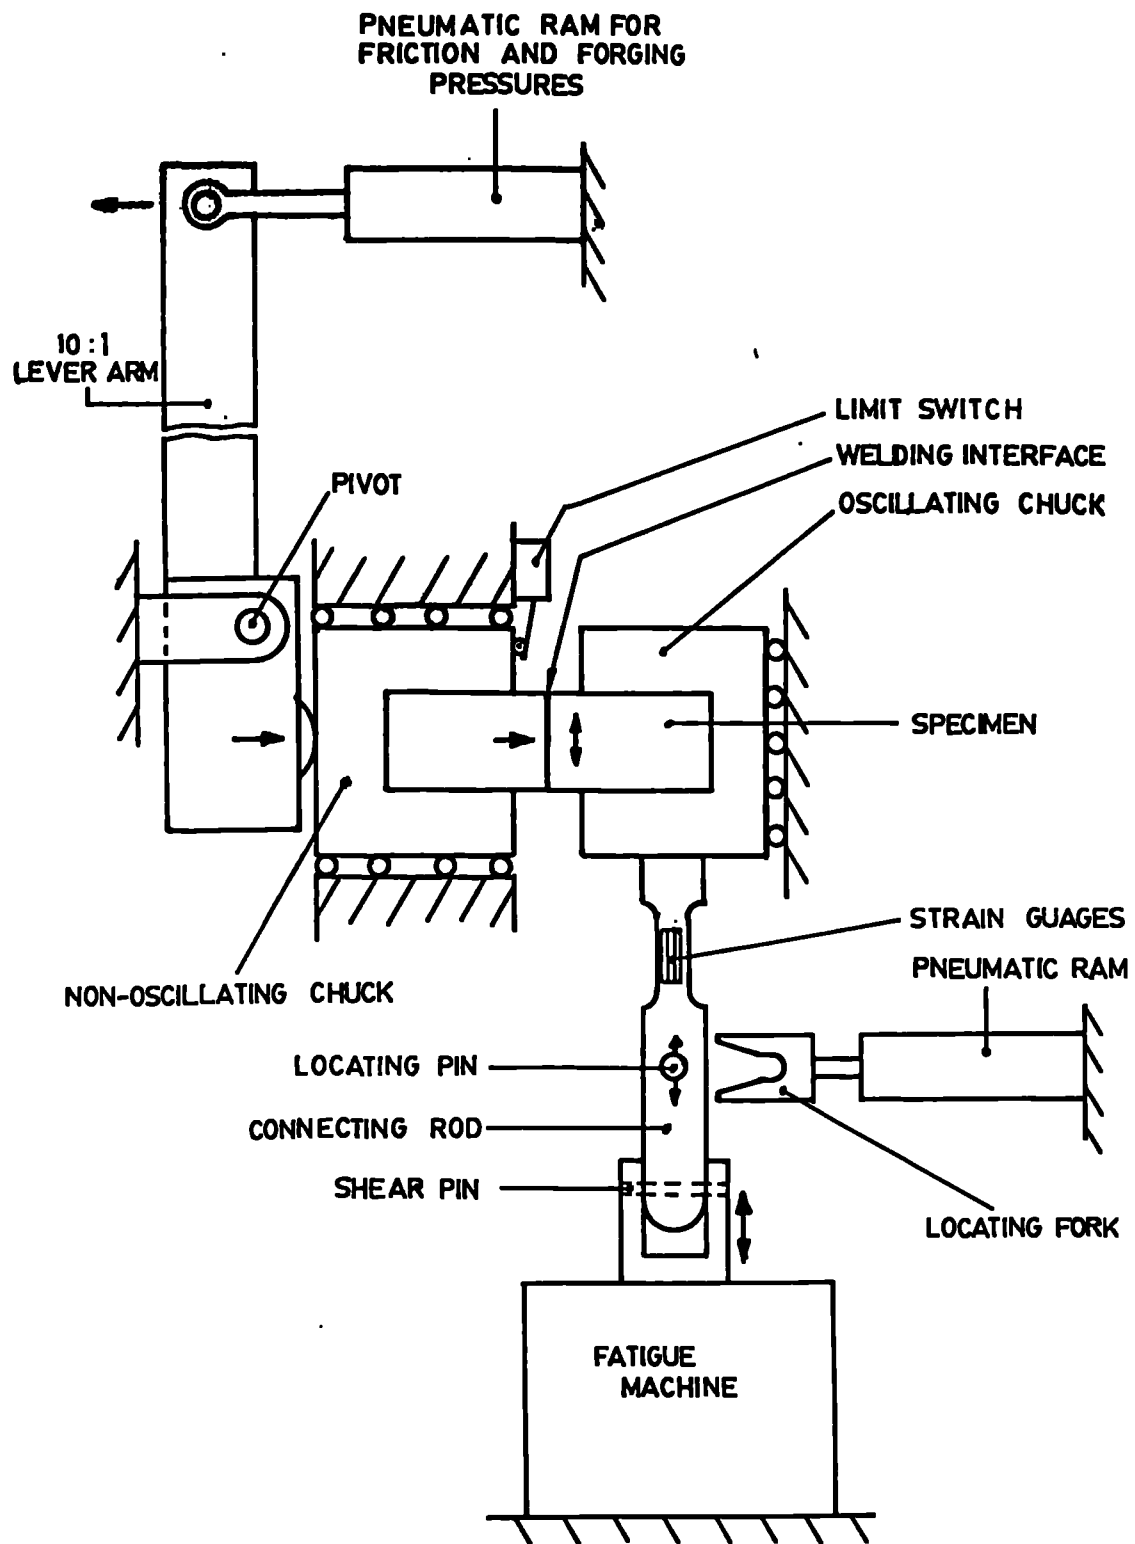 PNEUMATIC RAM FOR
FRICTION AND FORGING
PRESSURES
10:1
LEVER ARM
LIMIT SWITCH
WELDING INTERFACE
PIVOT
OSCILLATING CHUCK
SPECIMEN
STRAIN GUAGES
PNEUMATIC RAM
NON-OSCILLATING CHUCK
LOCATING PIN
CONNECTING ROD
SHEAR PIN
LOCATING FORK
FATIGUE
MACHINE